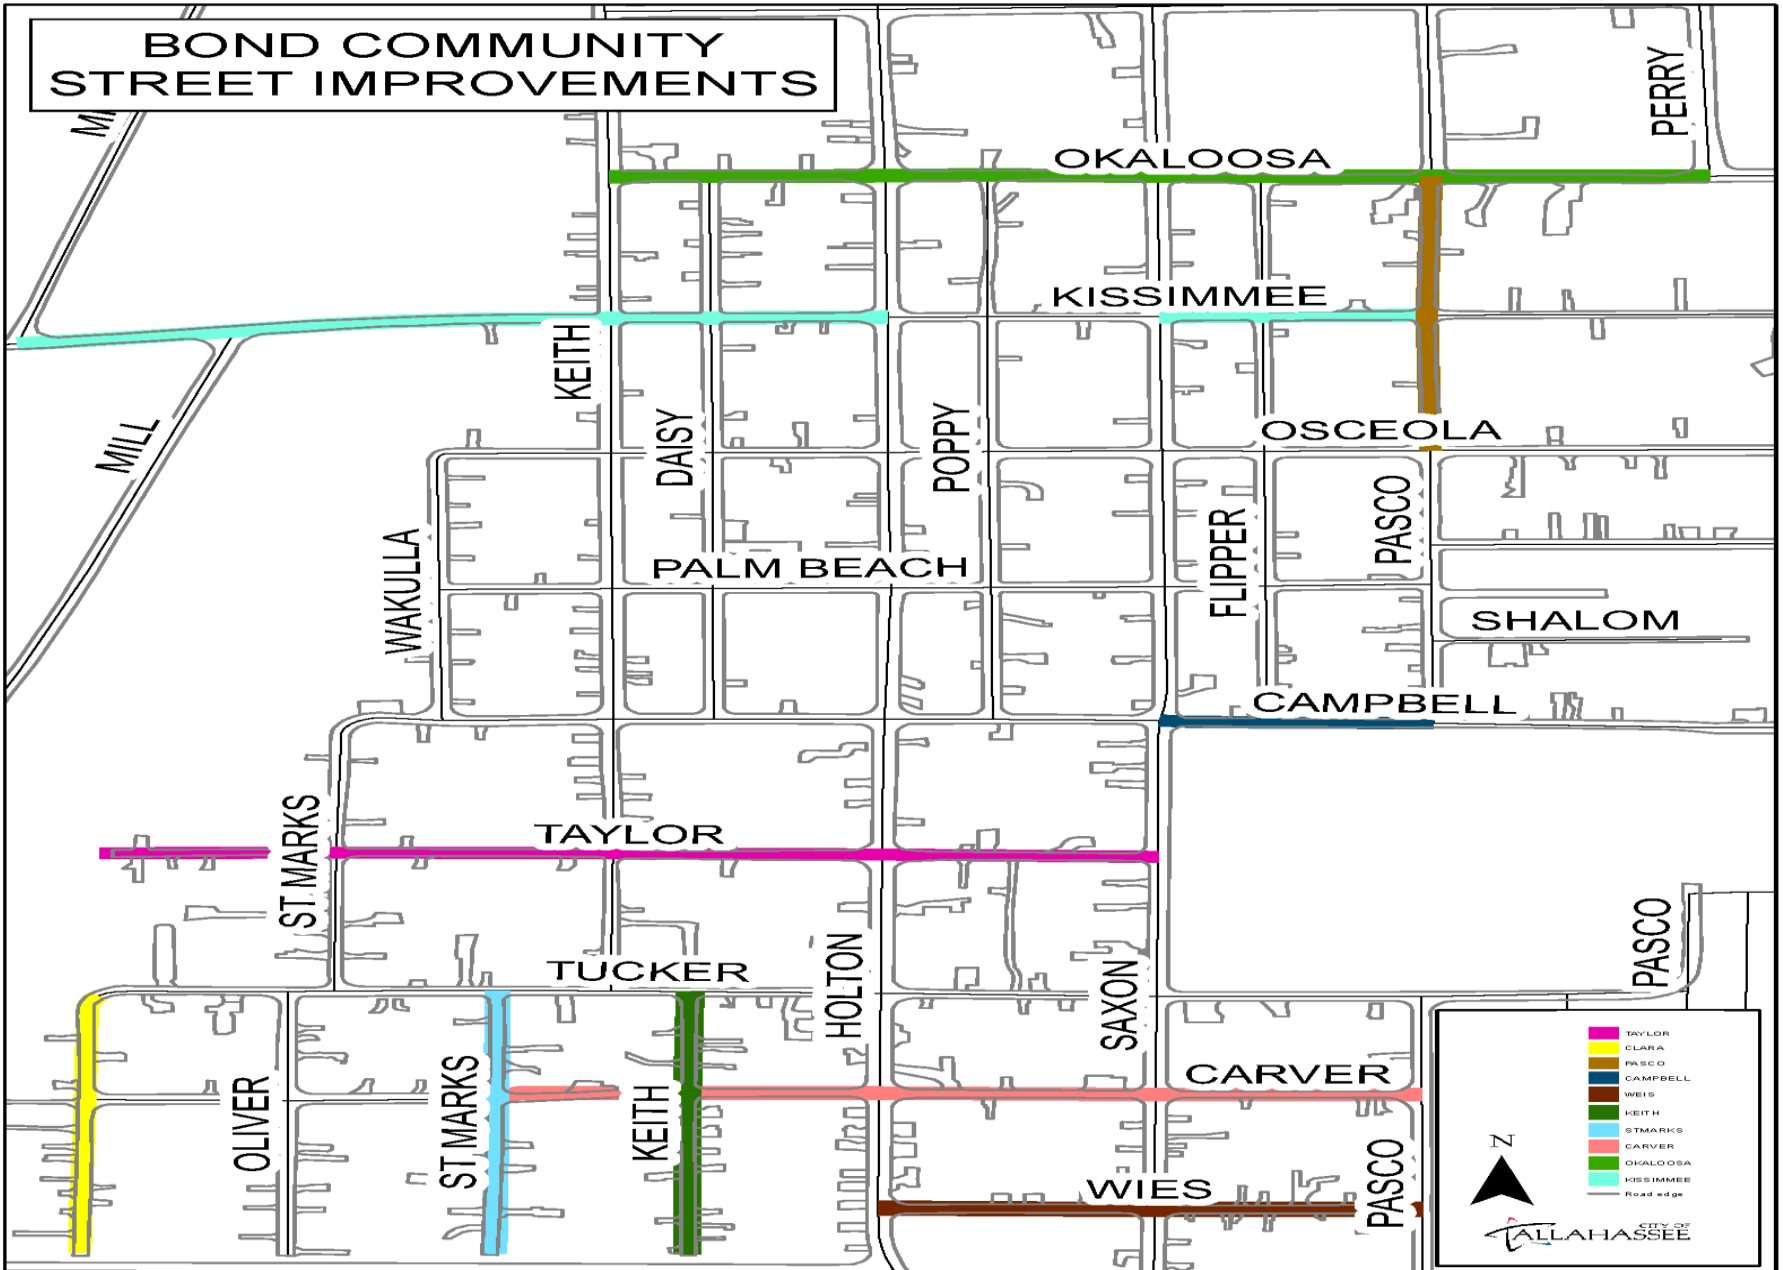 BOND COMMUNITY
STREET IMPROVEMENTS
PERRY
OKALOOSA
KISSIMMEE
KEITH
MILL
DAISY
POPPY
OSCEOLA
WAKULLA
PALM BEACH
FLIPPER
PASCO
SHALOM
CAMPBELL
ST. MARKS
TAYLOR
TUCKER
HOLTON
SAXON
PASCO
OLIVER
ST MARKS
KEITH
CARVER
WIES
PASCO
TAYLOR
CLARA
PASCO
CAMPBELL
WEIS
KEITH
STMARKS
CARVER
OKALOOSA
KISSIMMEE
Road edge
N
CITY OF
TALLAHASSEE